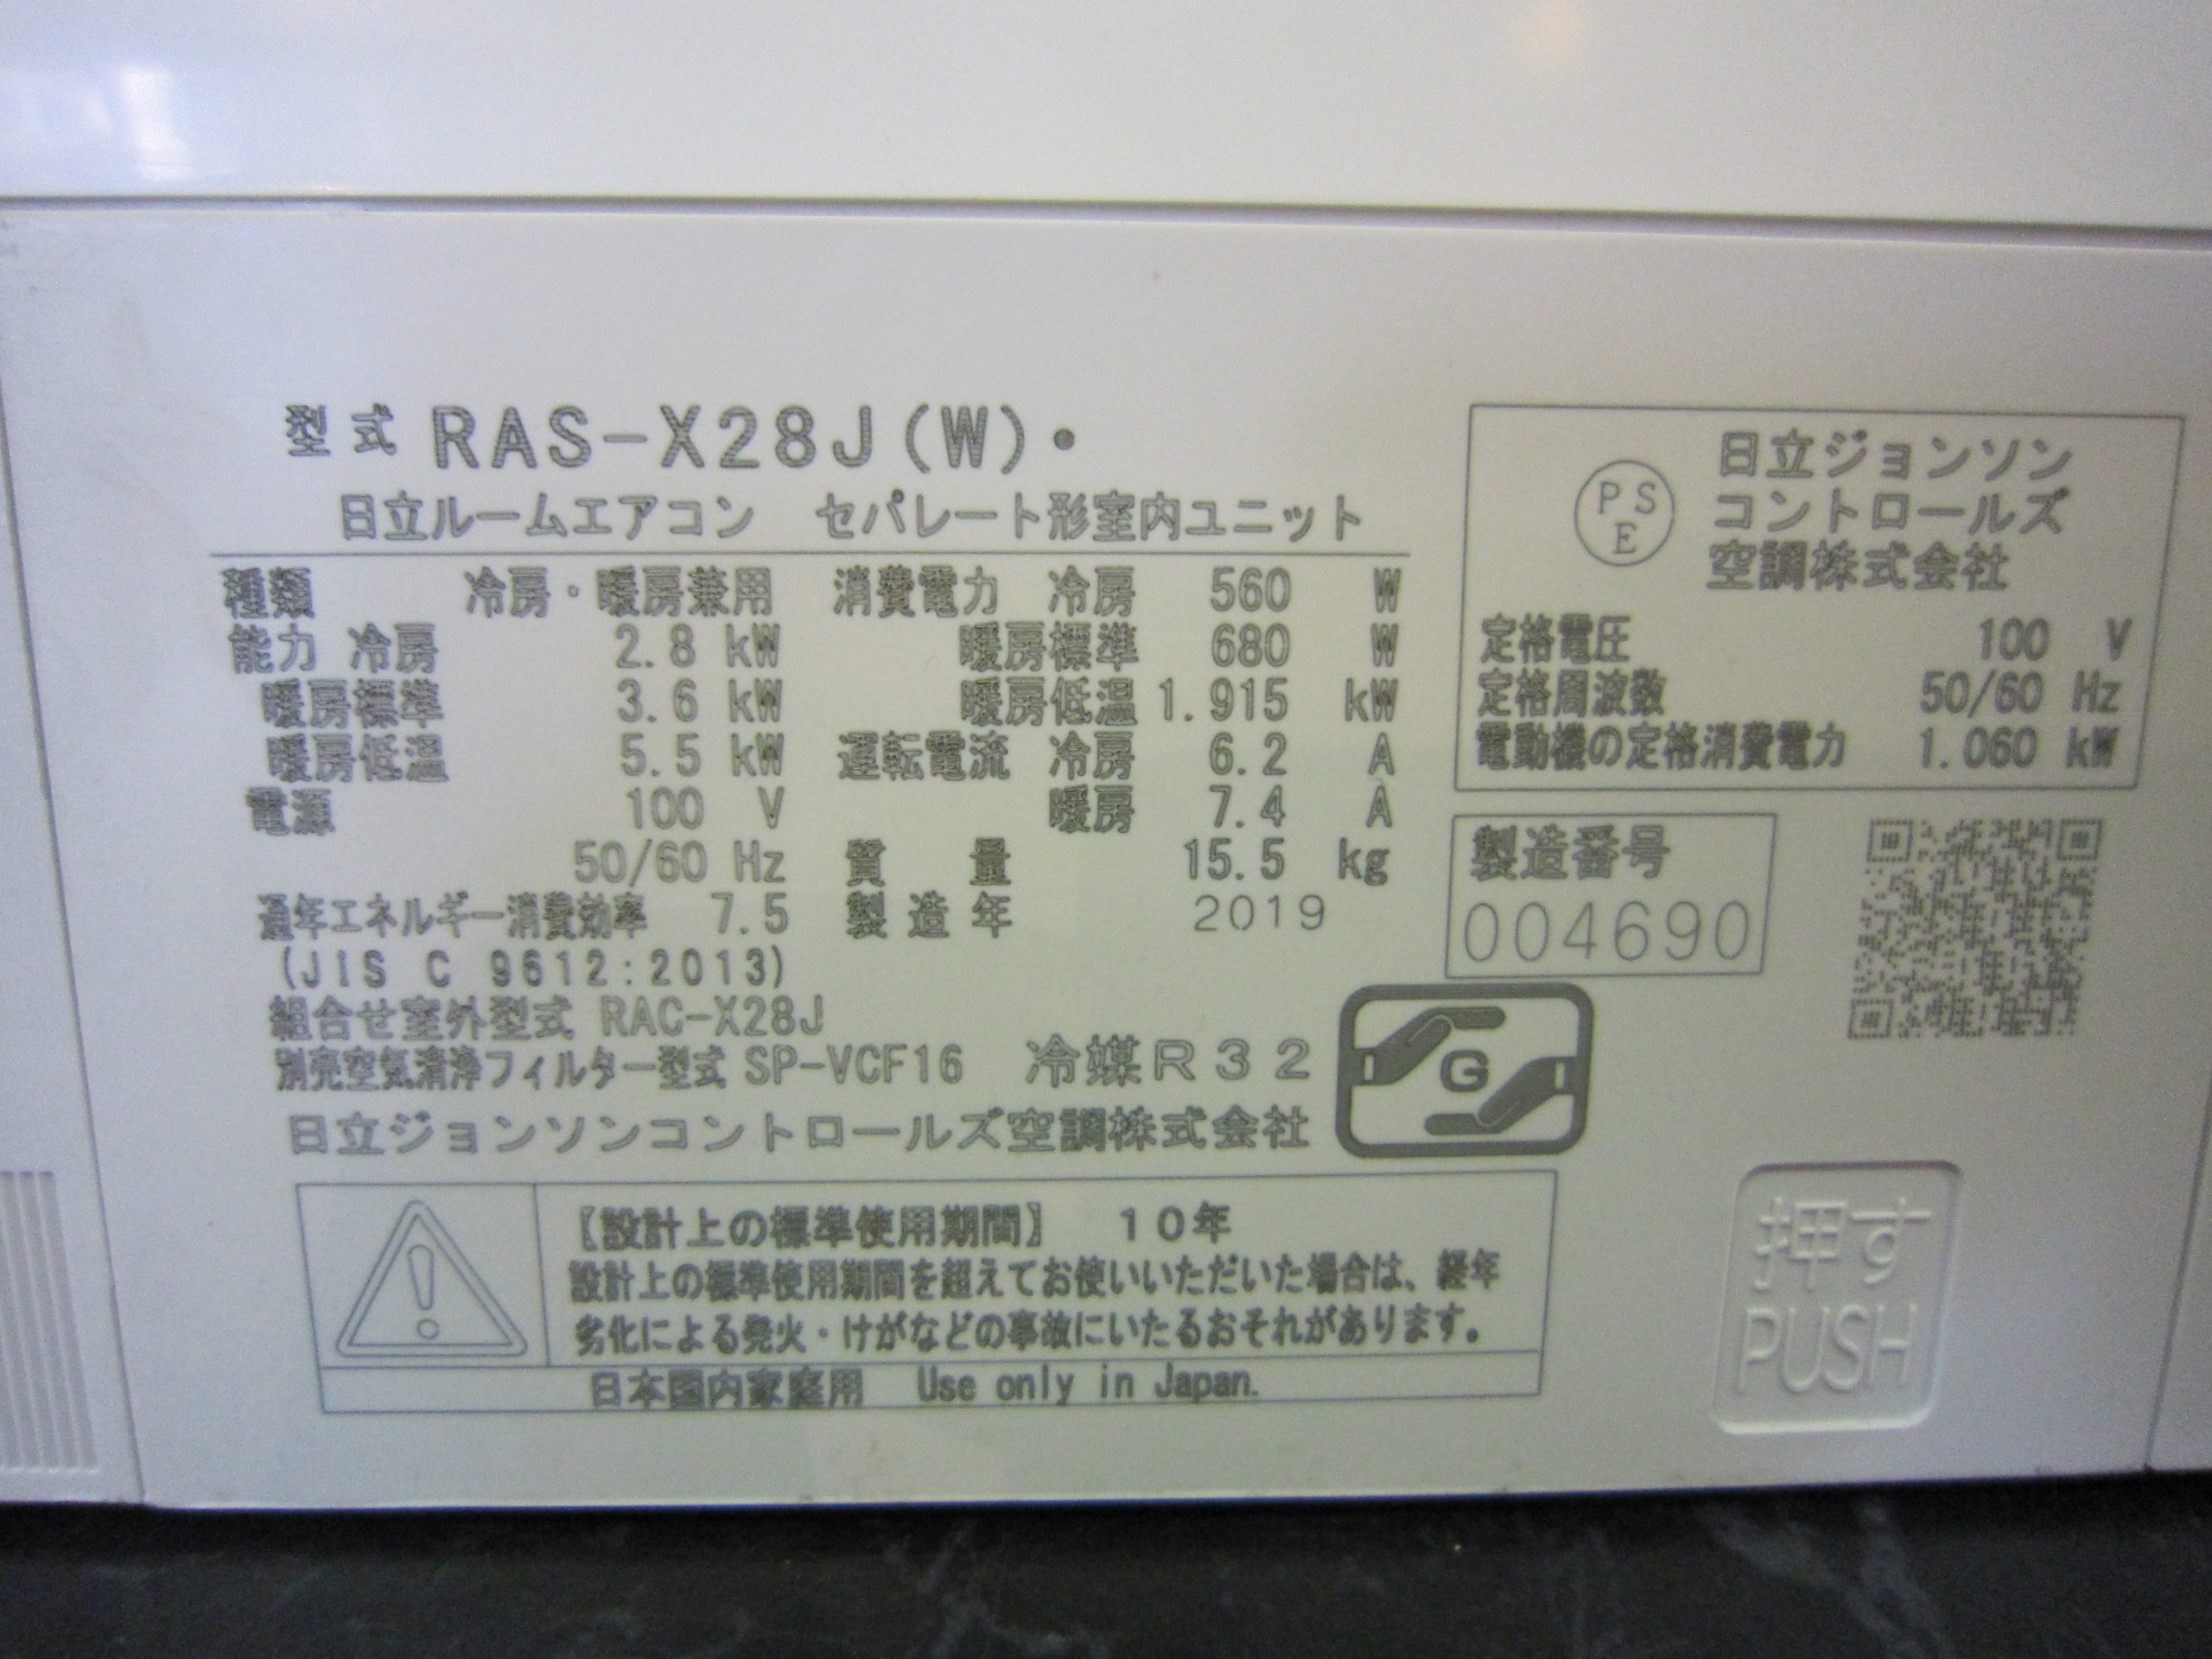 型式 RAS-X28J(W)・
日立ルームエアコン セパレート形室内ユニット
種類 冷房・暖房兼用
能力 冷房 2.8 kW
暖房標準 3.6 kW
暖房低温 5.5 kW
電源 100 V
50/60 Hz
通年エネルギー消費効率 7.5
(JIS C 9612:2013)
消費電力 冷房 560 W
暖房標準 680 W
暖房低温 1.915 kW
運転電流 冷房 6.2 A
暖房 7.4 A
質量 15.5 kg
製造年 2019
組合せ室外型式 RAC-X28J
別売空気清浄フィルター型式 SP-VCF16 冷媒R32
日立ジョンソンコントロールズ空調株式会社
G
【設計上の標準使用期間】 10年
設計上の標準使用期間を超えてお使いいただいた場合は、経年
劣化による発火・けがなどの事故にいたるおそれがあります。
日本国内家庭用 Use only in Japan.
PS
E
日立ジョンソン
コントロールズ
空調株式会社
定格電圧 100 V
定格周波数 50/60 Hz
電動機の定格消費電力 1.060 kW
製造番号
004690
押す
PUSH